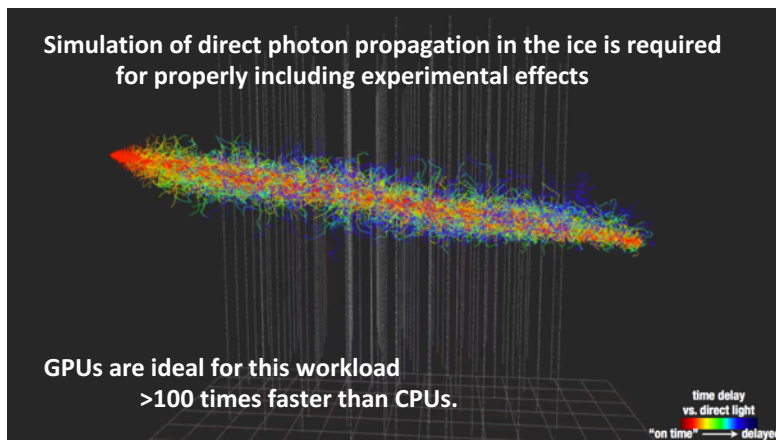 Simulation of direct photon propagation in the ice is required
for properly including experimental effects
GPUs are ideal for this workload
>100 times faster than CPUs.
time delay
vs. direct light
"on time" delayed